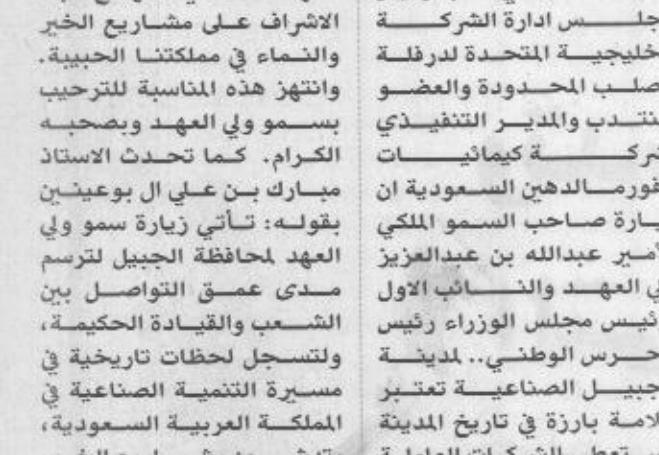 جلس ادارة الشركة
خليجية المتحدة لدرفلة
صلب المحدودة والعضو
نتدب والمدير التنفيذي
شركة كيمائيات
فورمالدهين السعودية ان
يارة صاحب السمو الملكي
أمير عبدالله بن عبدالعزيز
ي العهد والنائب الاول
ئيس مجلس الوزراء رئيس
حرس الوطني.. لمدينة
جبيل الصناعية تعتبر
لامة بارزة في تاريخ المدينة
الاشراف على مشاريع الخير
والنماء في مملكتنا الحبيبة.
وانتهز هذه المناسبة للترحيب
بسمو ولي العهد وبصحبه
الكرام. كما تحدث الاستاذ
مبارك بن علي ال بوعينين
بقوله: تأتي زيارة سمو ولي
العهد لمحافظة الجبيل لترسم
مدى عمق التواصل بين
الشعب والقيادة الحكيمة،
ولتسجل لحظات تاريخية في
مسيرة التنمية الصناعية في
المملكة العربية السعودية،